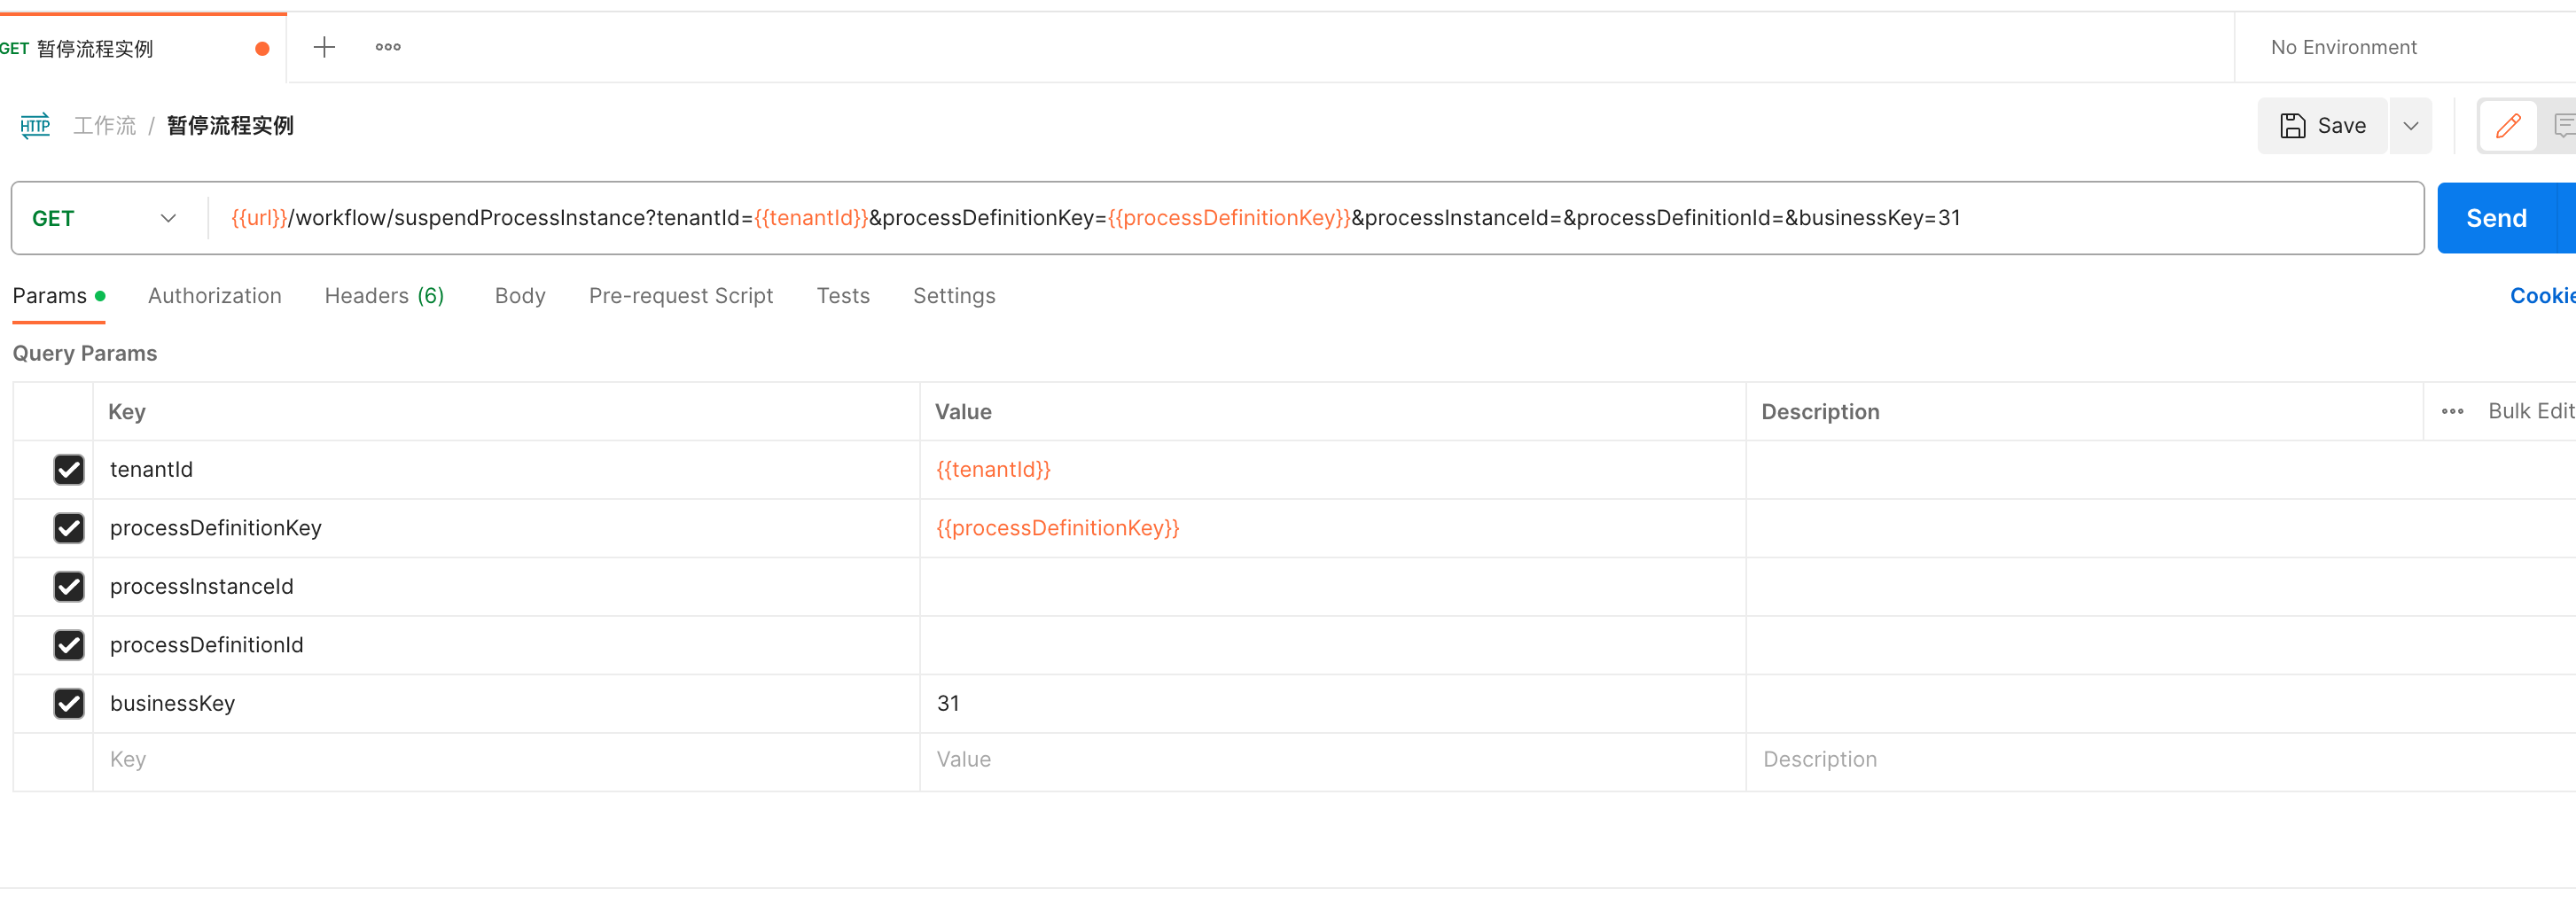 GET 暂停流程实例
No Environment
HTTP 工作流 / 暂停流程实例
Save
GET {{url}}/workflow/suspendProcessInstance?tenantId={{tenantId}}&processDefinitionKey={{processDefinitionKey}}&processInstanceId=&processDefinitionId=&businessKey=31
Send
Params Authorization Headers (6) Body Pre-request Script Tests Settings
Cookie
Query Params
Key Value Description Bulk Edit
tenantId {{tenantId}}
processDefinitionKey {{processDefinitionKey}}
processInstanceId
processDefinitionId
businessKey 31
Key Value Description